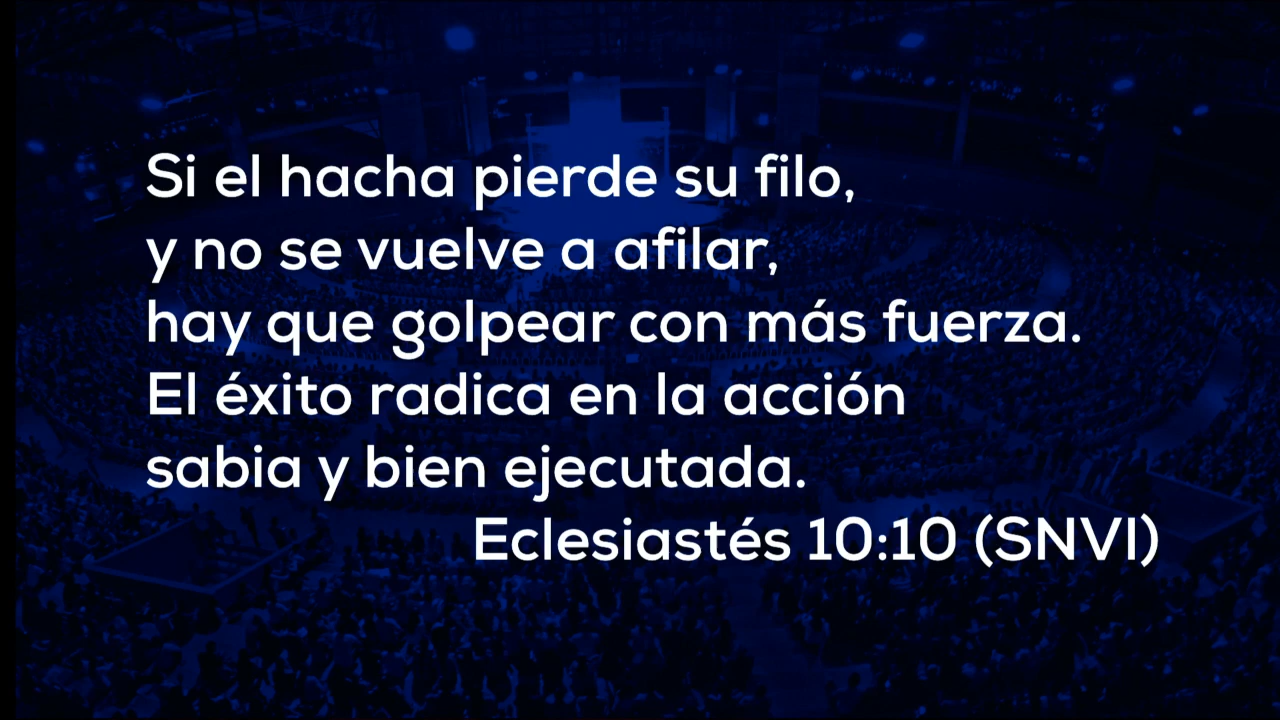 Si el hacha pierde su filo,
y no se vuelve a afilar,
hay que golpear con más fuerza.
El éxito radica en la acción
sabia y bien ejecutada.
Eclesiastés 10:10 (SNVI)